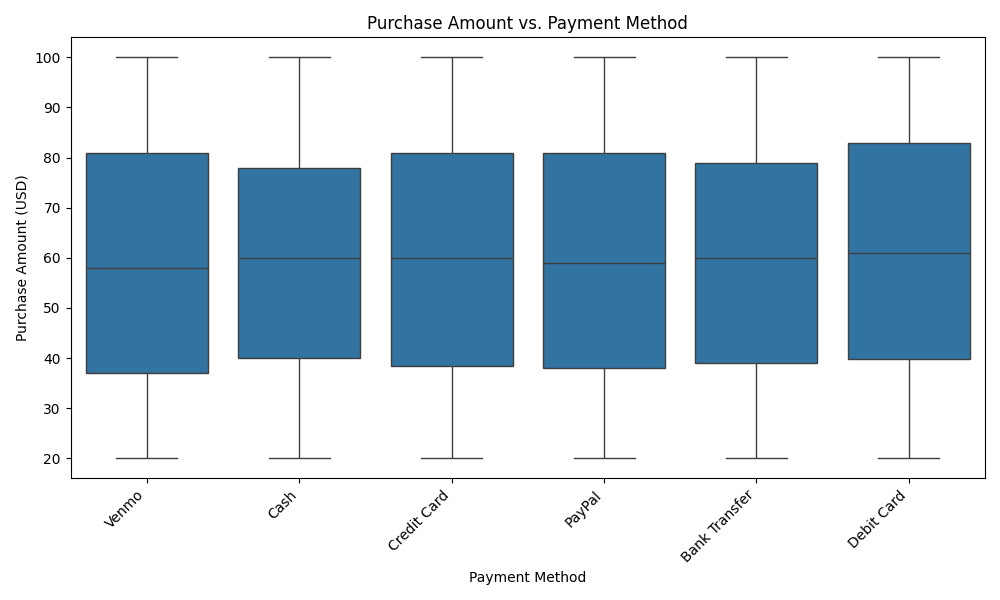 Purchase Amount vs. Payment Method
Purchase Amount (USD)
100
90
80
70
60
50
40
30
20
Venmo
Cash
Credit Card
PayPal
Bank Transfer
Debit Card
Payment Method